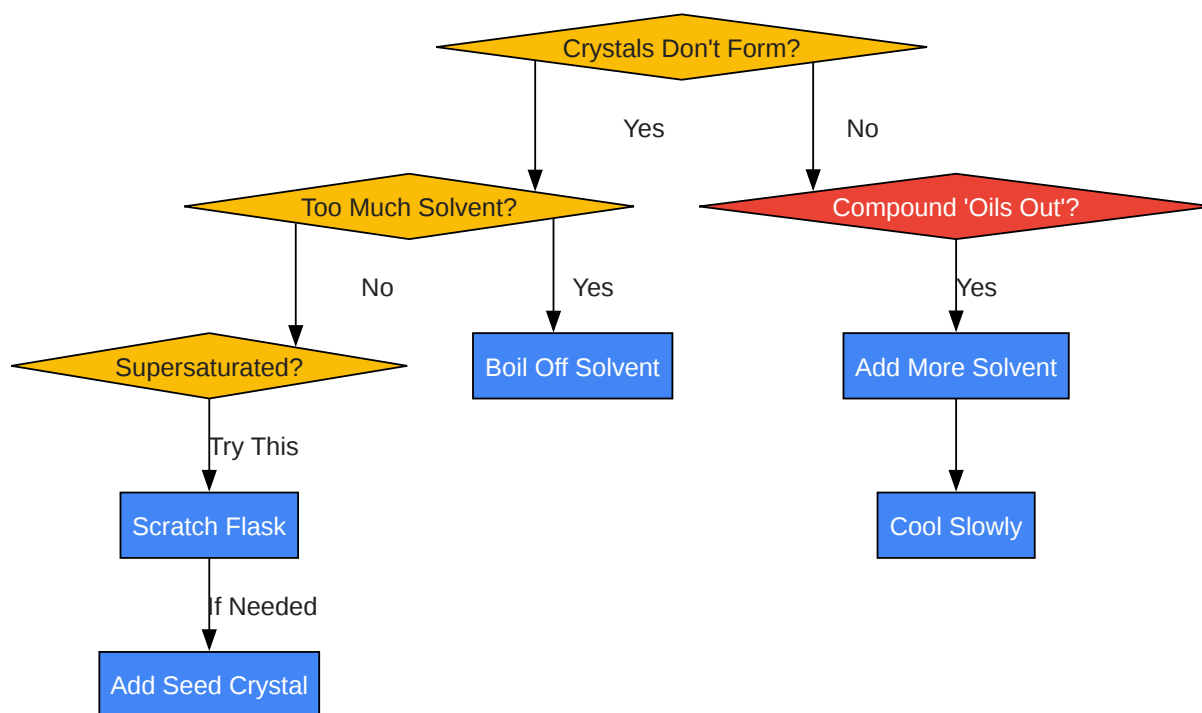 Crystals Don't Form?
Yes
No
Too Much Solvent?
Compound 'Oils Out'?
No
Yes
Yes
Supersaturated?
Boil Off Solvent
Add More Solvent
Try This
Scratch Flask
Cool Slowly
If Needed
Add Seed Crystal